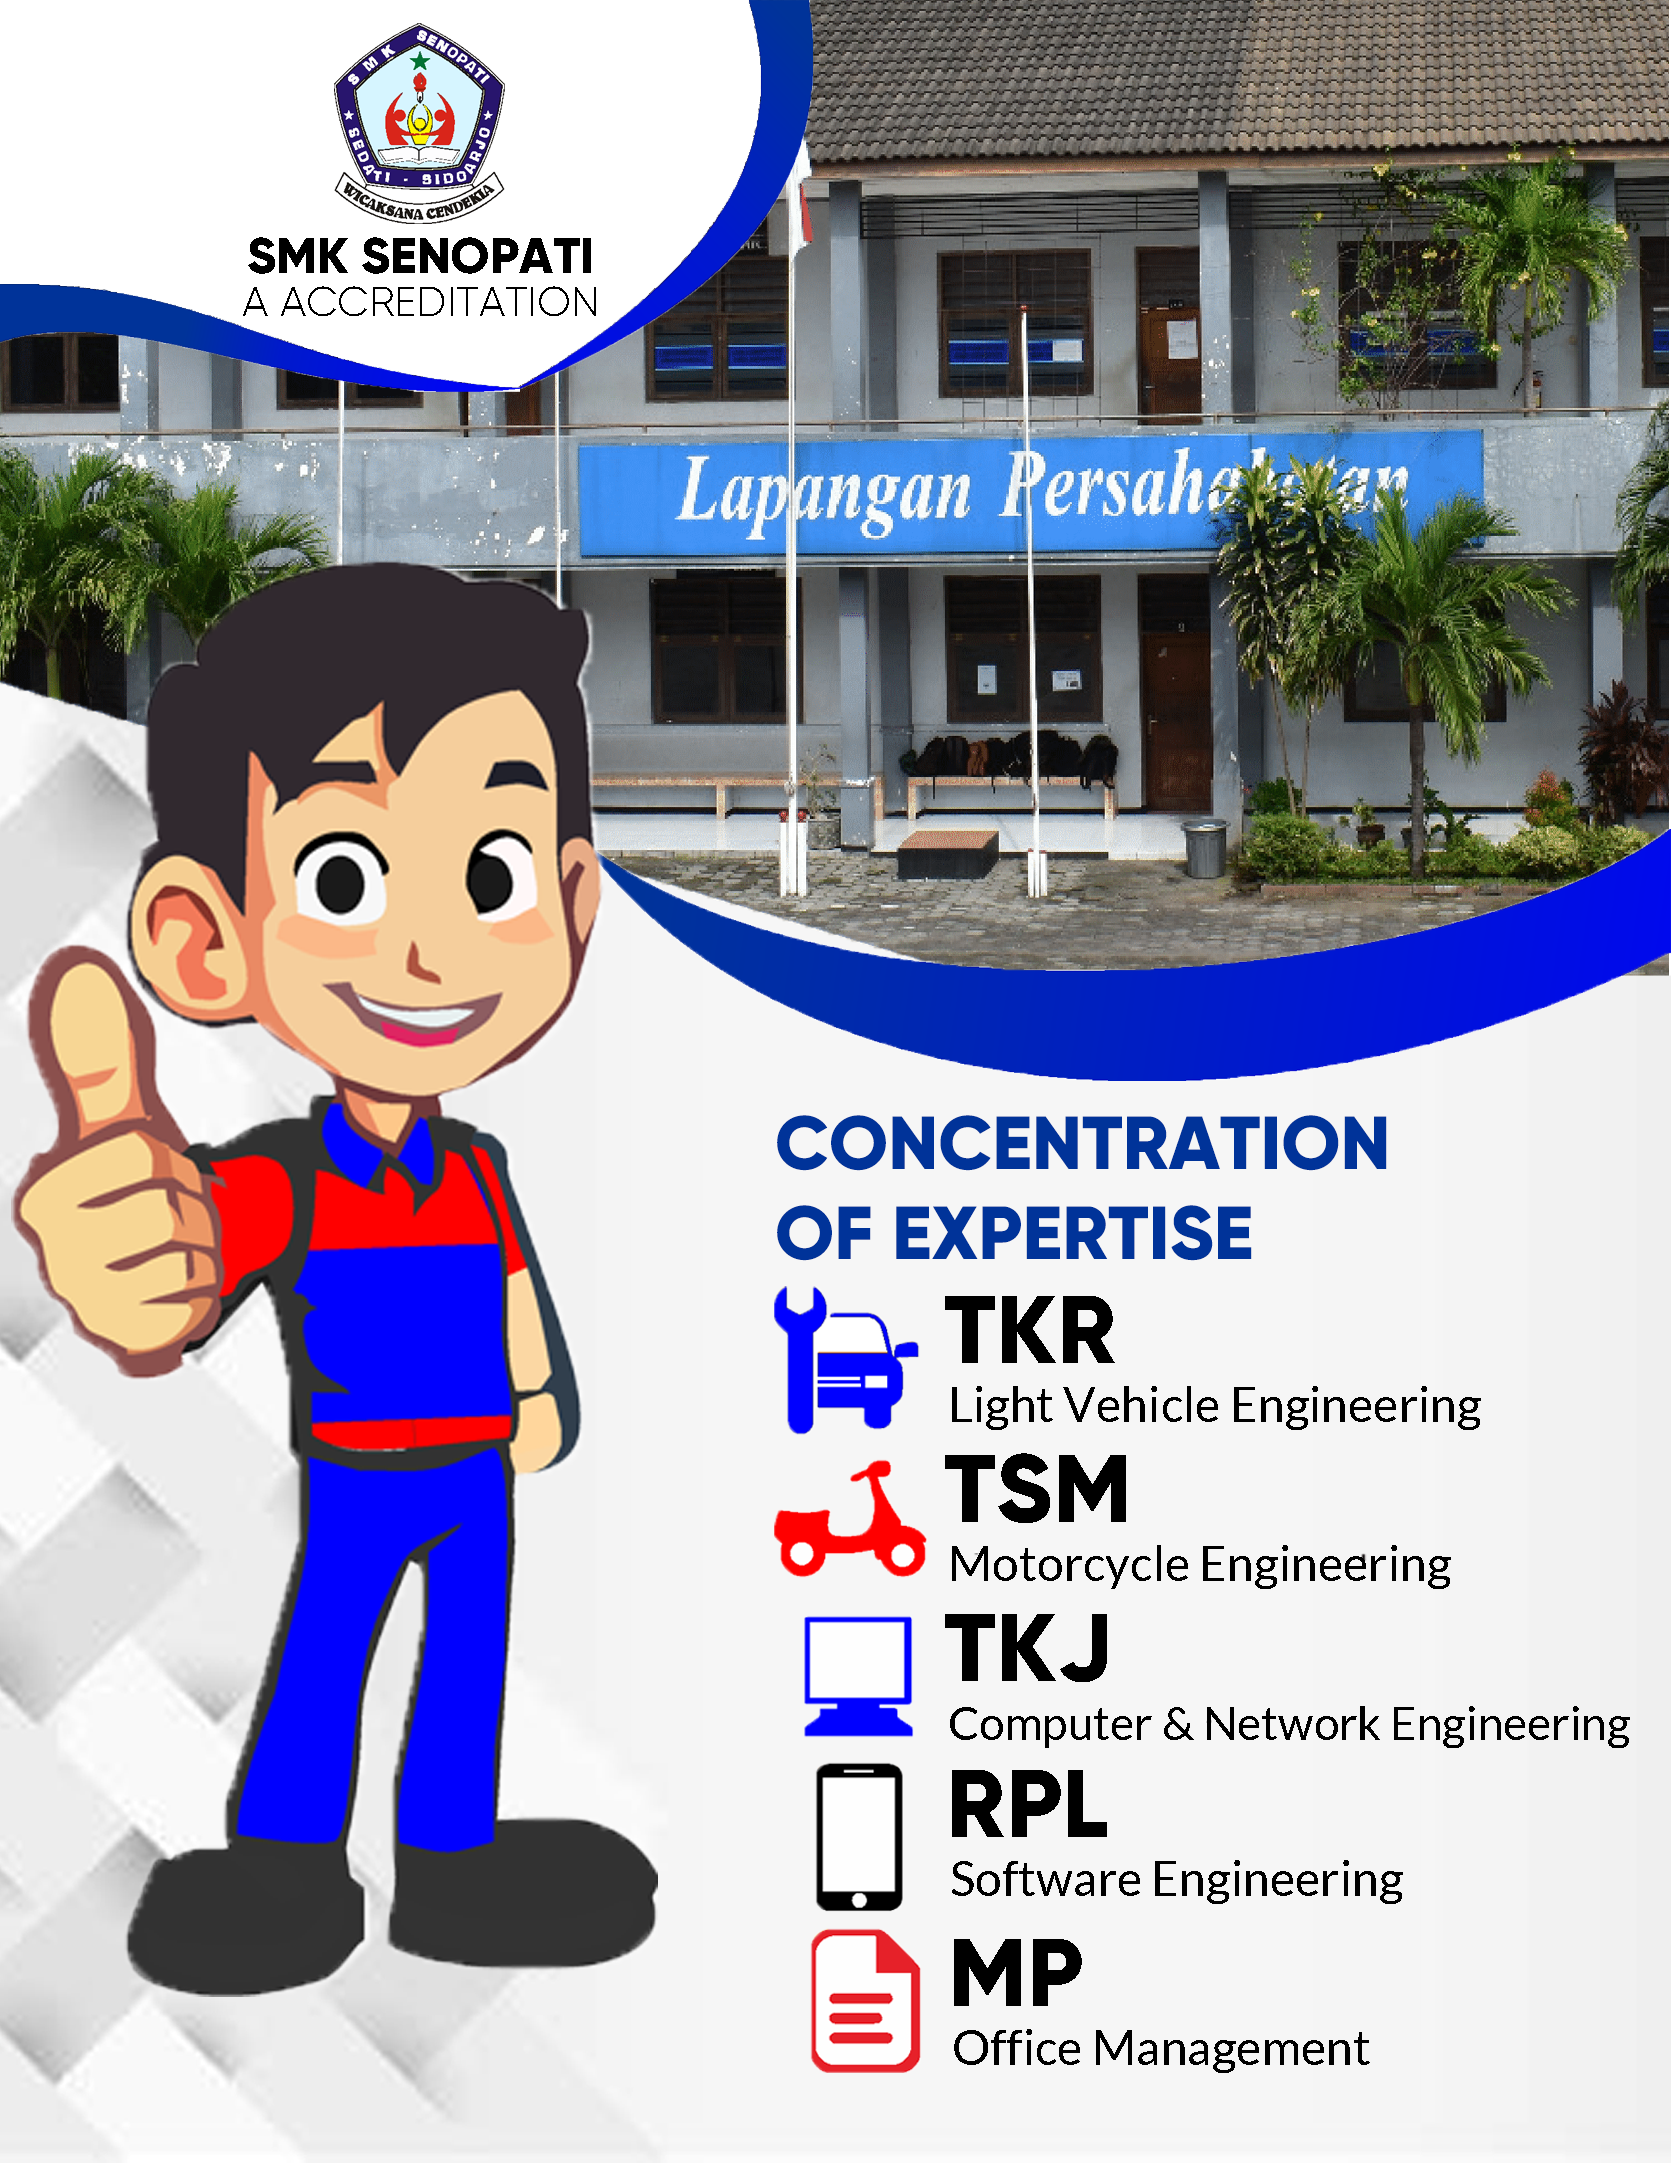 SMK SENOPATI
SEDATI - SIDOARJO
WICAKSANA CENDEKIA
SMK SENOPATI
A ACCREDITATION
Lapangan Persahabatan
CONCENTRATION
OF EXPERTISE
TKR
Light Vehicle Engineering
TSM
Motorcycle Engineering
TKJ
Computer & Network Engineering
RPL
Software Engineering
MP
Office Management